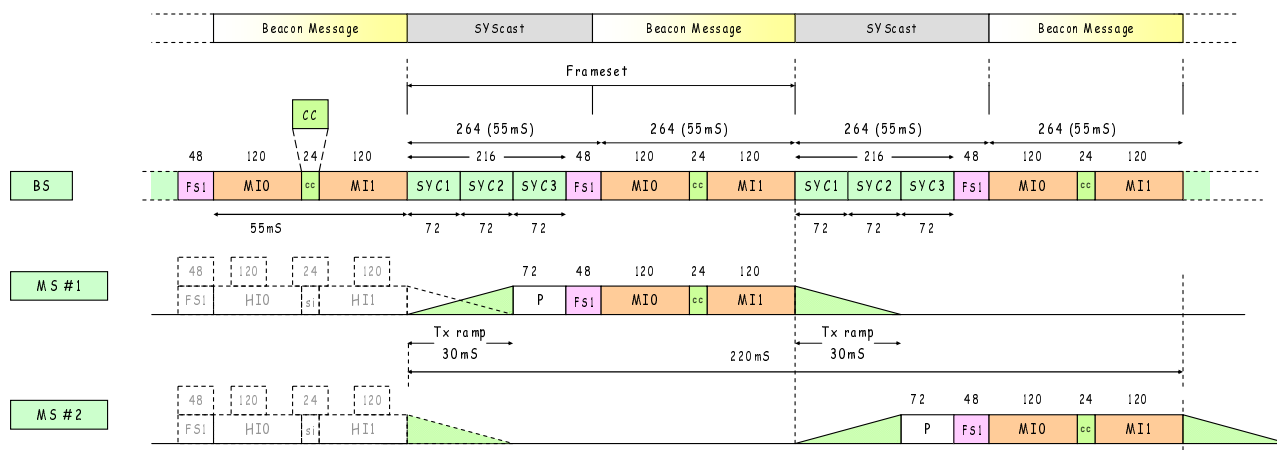 Beacon Message SYScast Beacon Message SYScast Beacon Message
Frameset
CC
264 (55mS) 264 (55mS) 264 (55mS) 264 (55mS)
48 120 24 120 216 48 120 24 120 216 48 120 24 120
BS FS1 MI0 cc MI1 SYC1 SYC2 SYC3 FS1 MI0 cc MI1 SYC1 SYC2 SYC3 FS1 MI0 cc MI1
55mS 72 72 72 72 72 72
48 120 24 120 72 48 120 24 120
MS #1 FS1 HI0 si HI1 P FS1 MI0 cc MI1
Tx ramp Tx ramp
30mS 220mS 30mS
48 120 24 120 72 48 120 24 120
MS #2 FS1 HI0 si HI1 P FS1 MI0 cc MI1